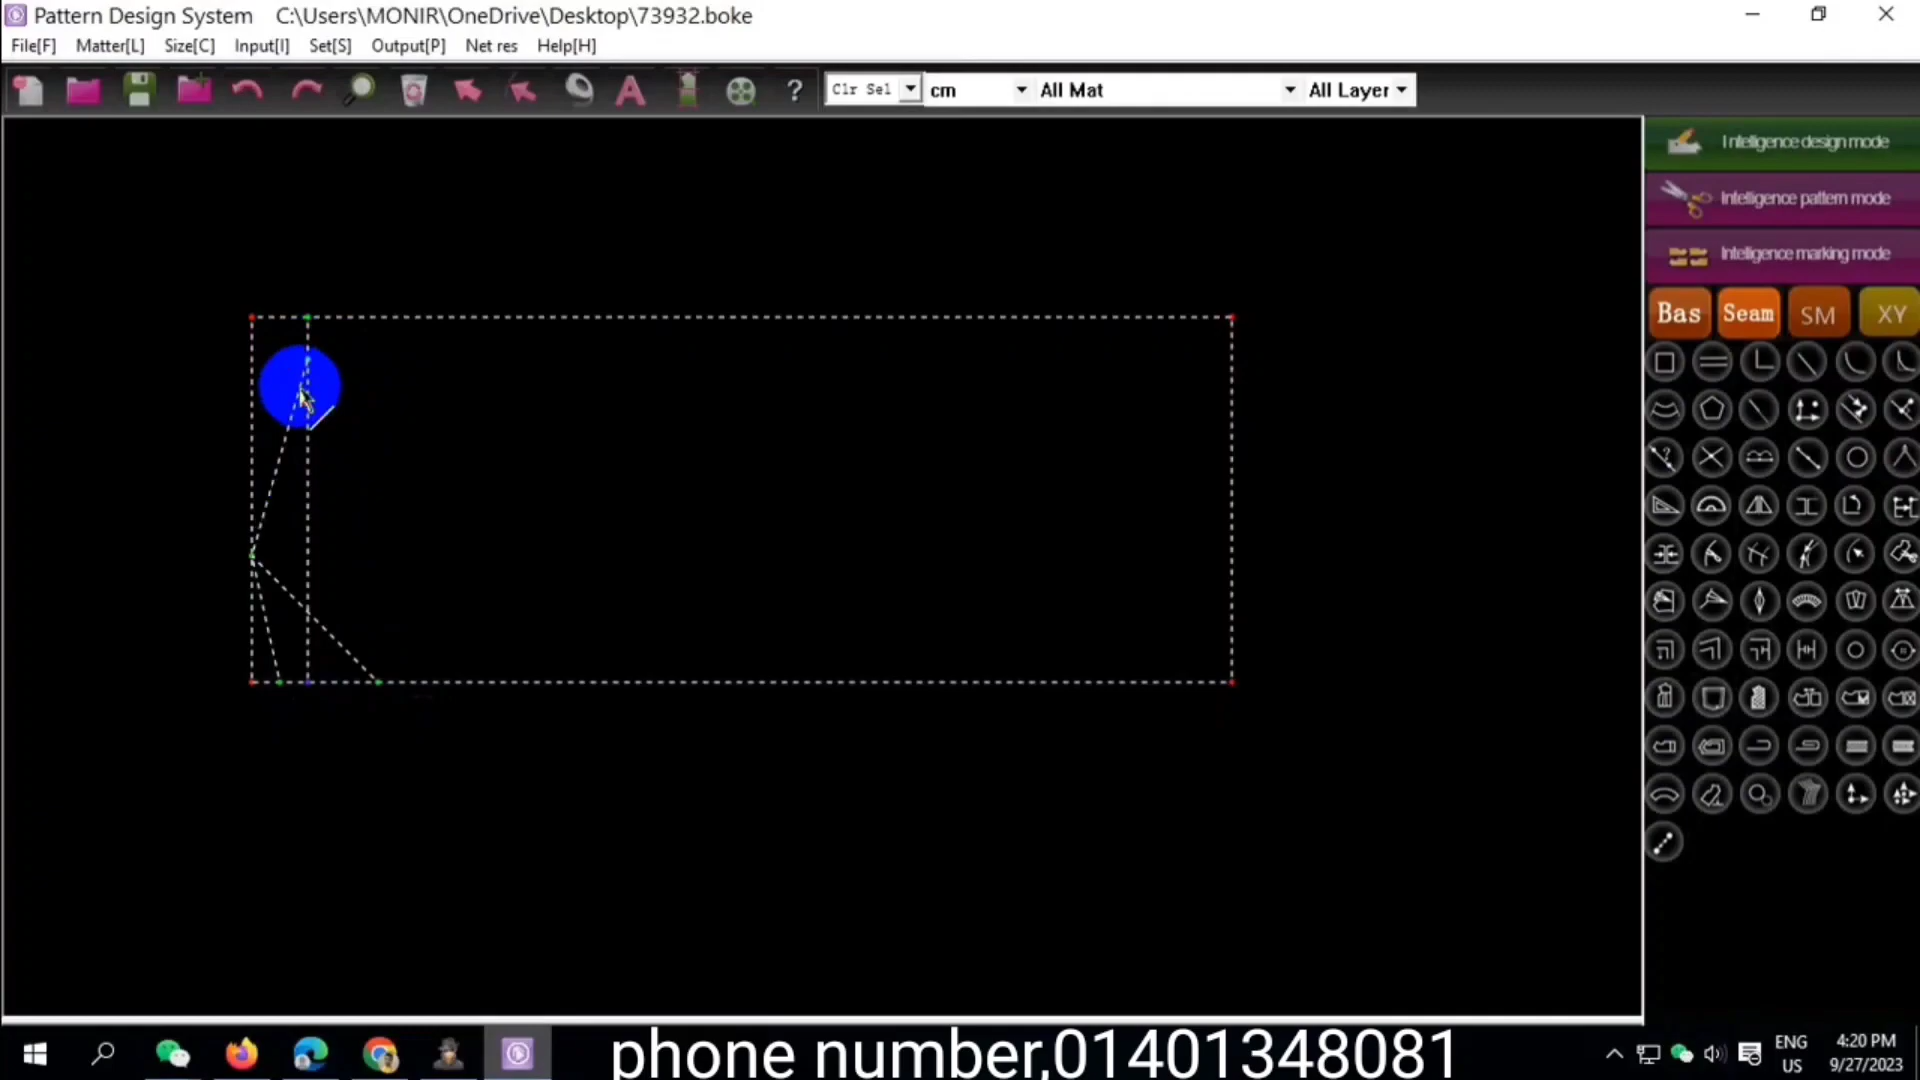 Pattern Design System C:\Users\MONIR\OneDrive\Desktop\73932.boke
File[F] Matter[L] Size[C] Input[I] Set[S] Output[P] Net res Help[H]
A ? Clr Sel cm All Mat All Layer
Intelligence design mode
Intelligence pattern mode
Intelligence marking mode
Bas Seam SM XY
phone number,01401348081
ENG
US
4:20 PM
9/27/2023